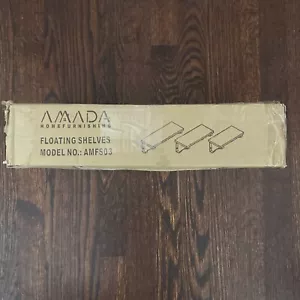 AMADA
HOMEFURNISHING
FLOATING SHELVES
MODEL NO.: AMFS03